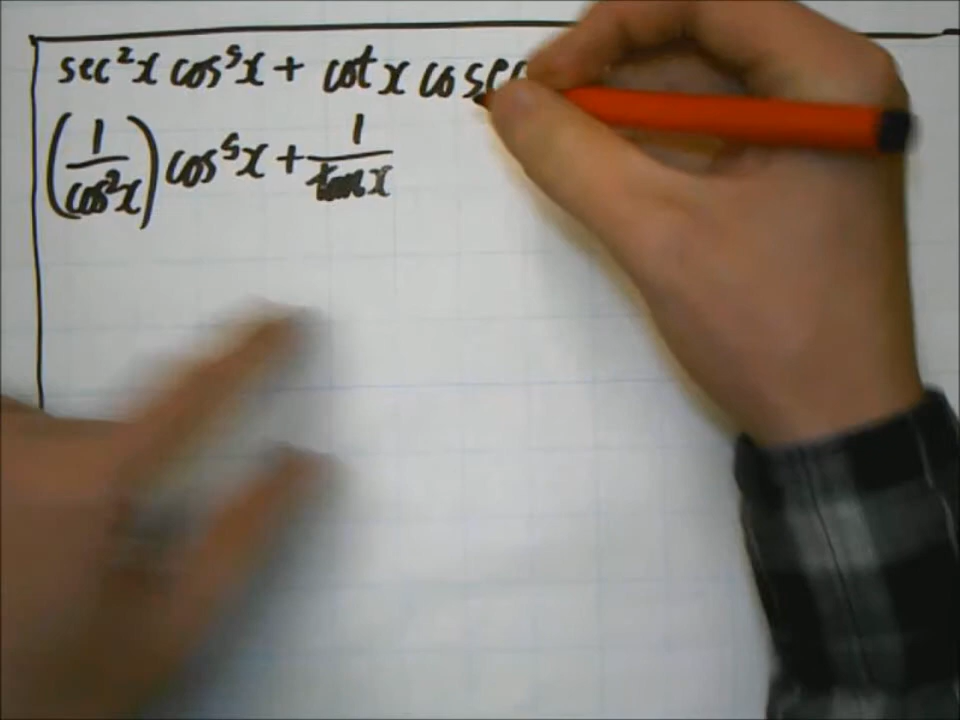 sec²x cos⁵x + cot x cosec
(1/cos²x) cos⁵x + 1/tan x